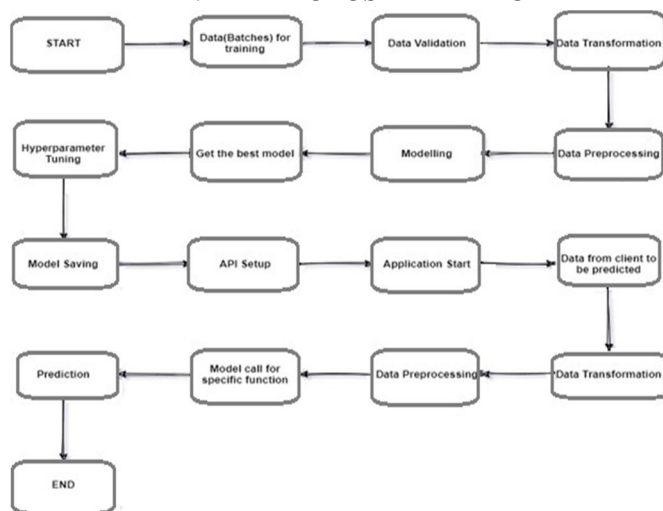 START
Data(Batches) for
training
Data Validation
Data Transformation
Data Preprocessing
Modelling
Get the best model
Hyperparameter
Tuning
Model Saving
API Setup
Application Start
Data from client to
be predicted
Data Transformation
Data Preprocessing
Model call for
specific function
Prediction
END